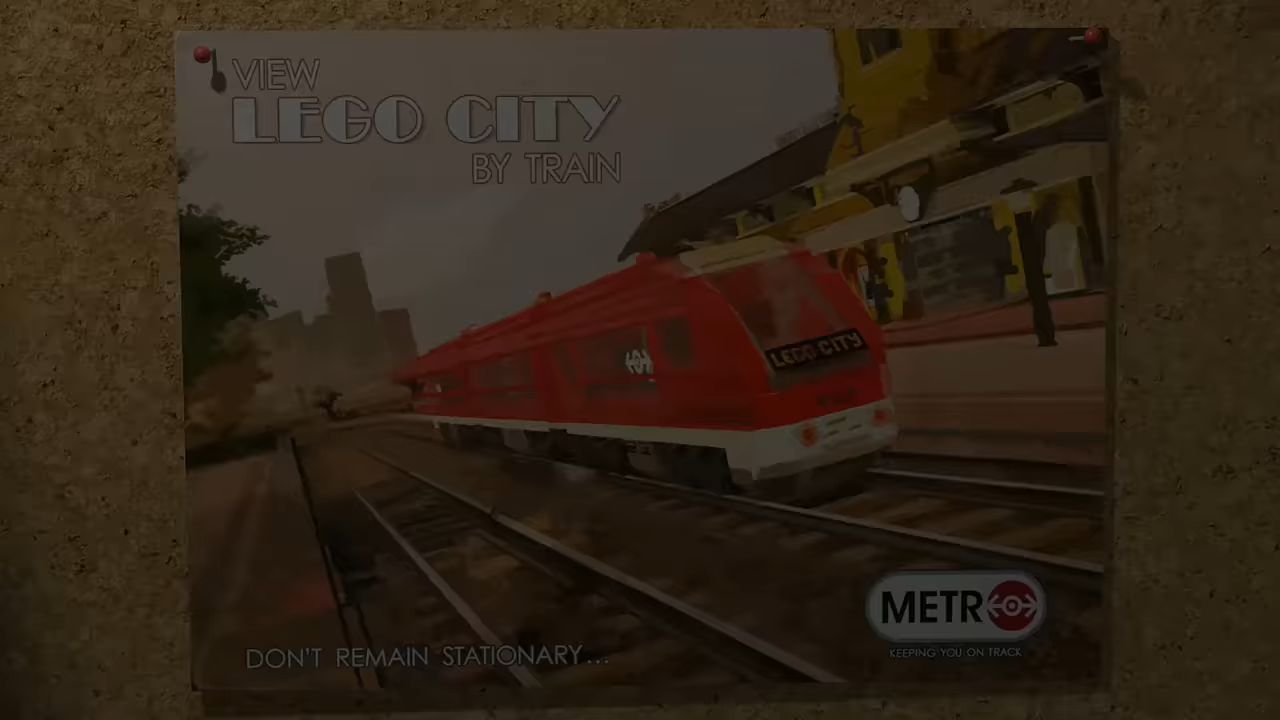 VIEW
LEGO CITY
BY TRAIN
LEGO CITY
METRO
KEEPING YOU ON TRACK
DON'T REMAIN STATIONARY...